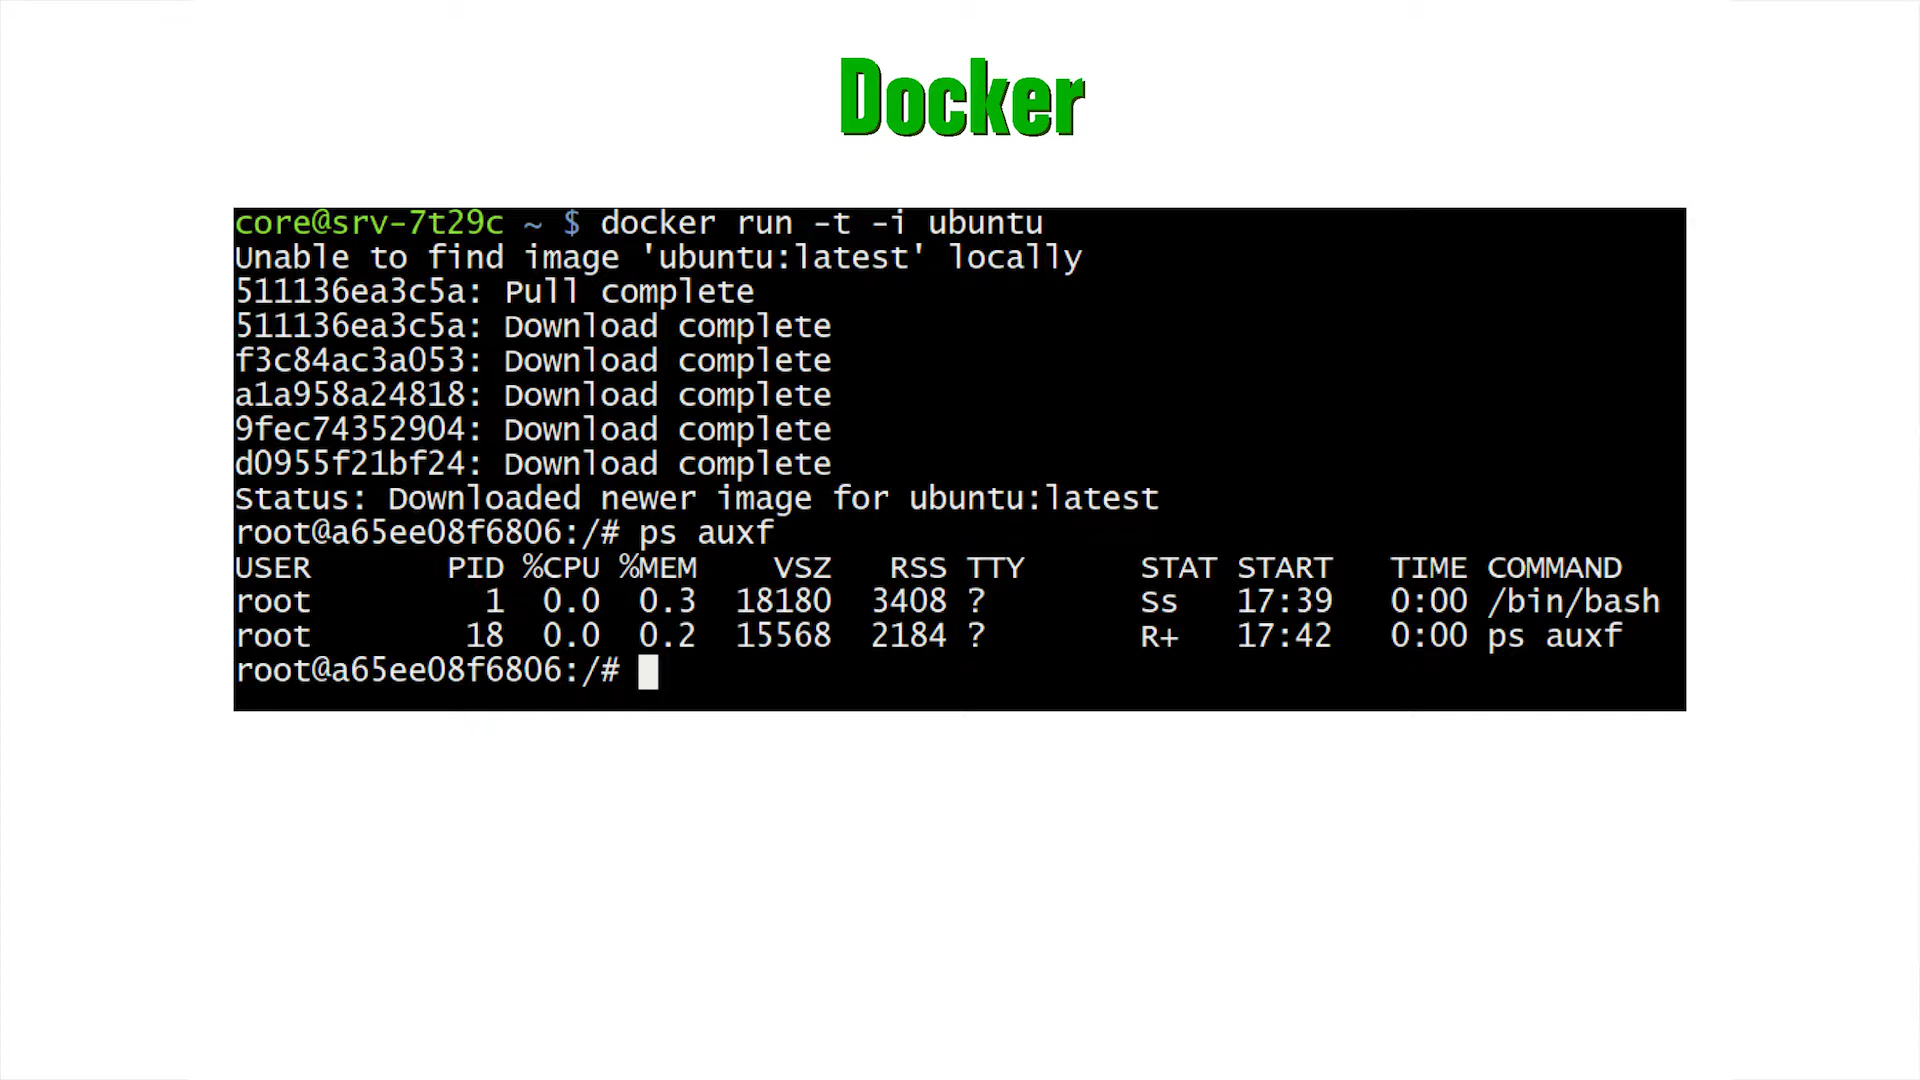 Docker
core@srv-7t29c ~ $ docker run -t -i ubuntu
Unable to find image 'ubuntu:latest' locally
511136ea3c5a: Pull complete
511136ea3c5a: Download complete
f3c84ac3a053: Download complete
a1a958a24818: Download complete
9fec74352904: Download complete
d0955f21bf24: Download complete
Status: Downloaded newer image for ubuntu:latest
root@a65ee08f6806:/# ps auxf
USER       PID %CPU %MEM    VSZ   RSS TTY      STAT START   TIME COMMAND
root         1  0.0  0.3  18180  3408 ?        Ss   17:39   0:00 /bin/bash
root        18  0.0  0.2  15568  2184 ?        R+   17:42   0:00 ps auxf
root@a65ee08f6806:/#